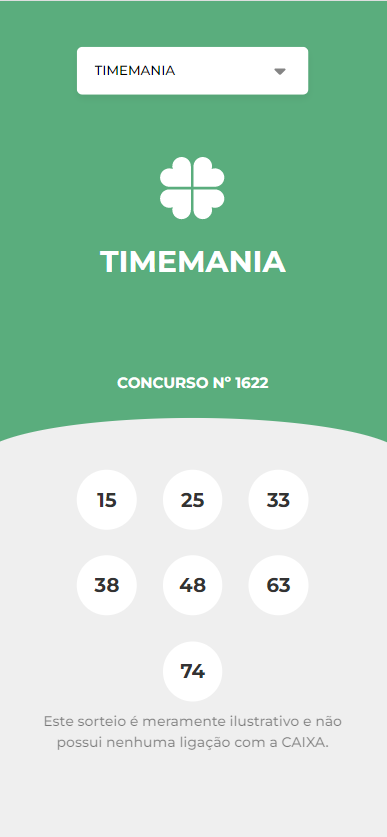 TIMEMANIA
TIMEMANIA
CONCURSO Nº 1622
15 25 33
38 48 63
74
Este sorteio é meramente ilustrativo e não
possui nenhuma ligação com a CAIXA.